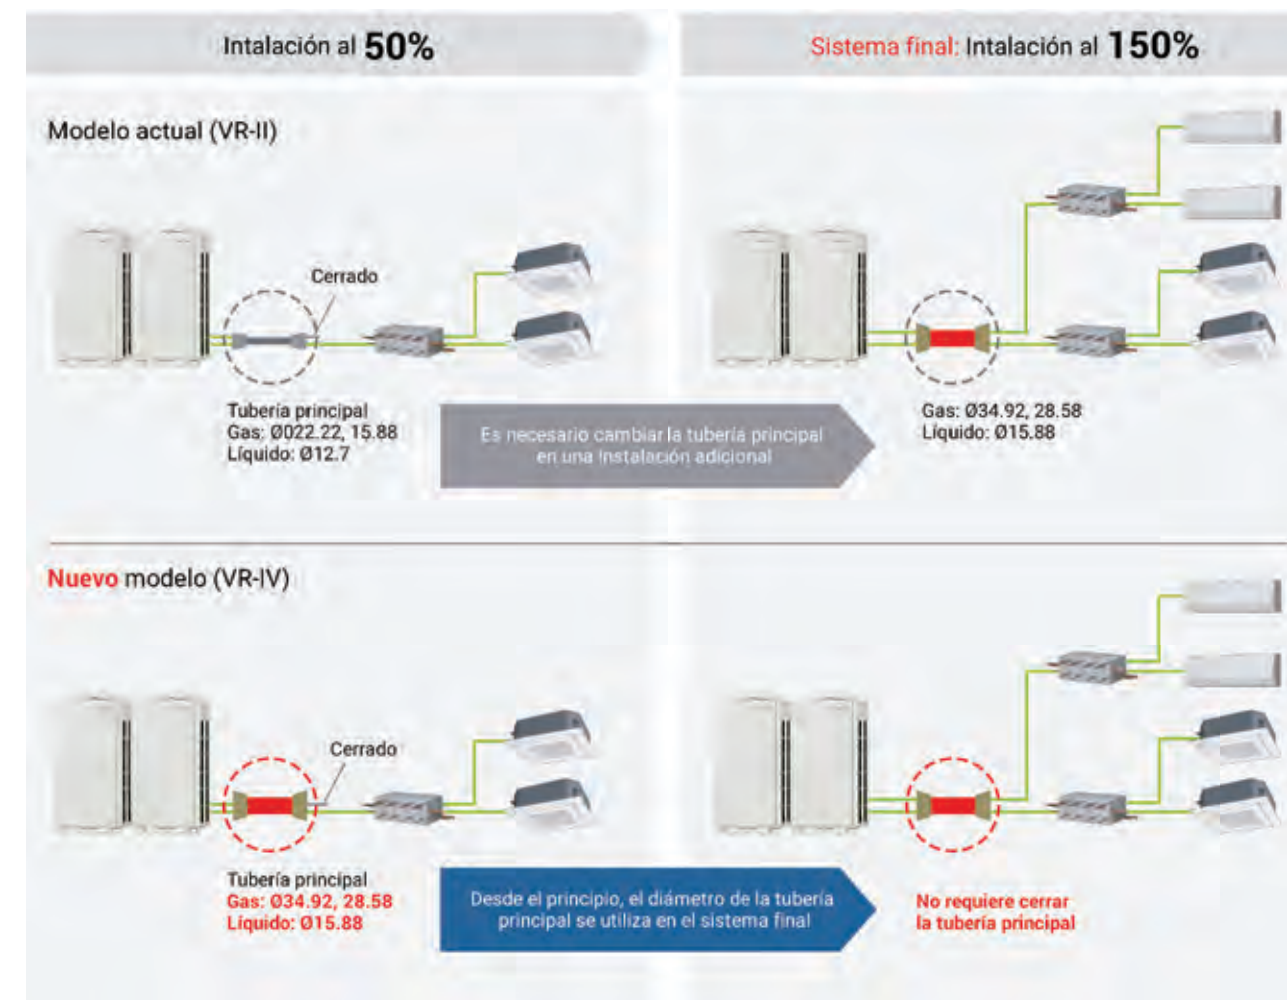 Intalación al 50%
Sistema final: Intalación al 150%
Modelo actual (VR-II)
Cerrado
Tubería principal
Gas: Ø022.22, 15.88
Líquido: Ø12.7
Es necesario cambiar la tubería principal
en una Instalación adicional
Gas: Ø34.92, 28.58
Líquido: Ø15.88
Nuevo modelo (VR-IV)
Cerrado
Tubería principal
Gas: Ø34.92, 28.58
Líquido: Ø15.88
Desde el principio, el diámetro de la tubería
principal se utiliza en el sistema final
No requiere cerrar
la tubería principal